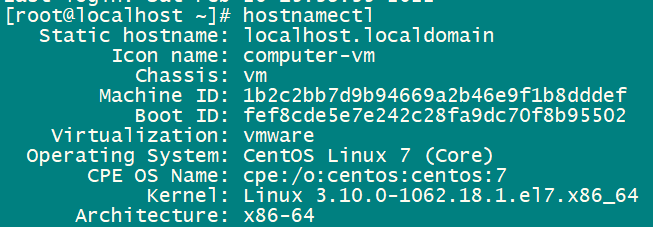 [root@localhost ~]# hostnamectl
Static hostname: localhost.localdomain
Icon name: computer-vm
Chassis: vm
Machine ID: 1b2c2bb7d9b94669a2b46e9f1b8dddef
Boot ID: fef8cde5e7e242c28fa9dc70f8b95502
Virtualization: vmware
Operating System: CentOS Linux 7 (Core)
CPE OS Name: cpe:/o:centos:centos:7
Kernel: Linux 3.10.0-1062.18.1.el7.x86_64
Architecture: x86-64